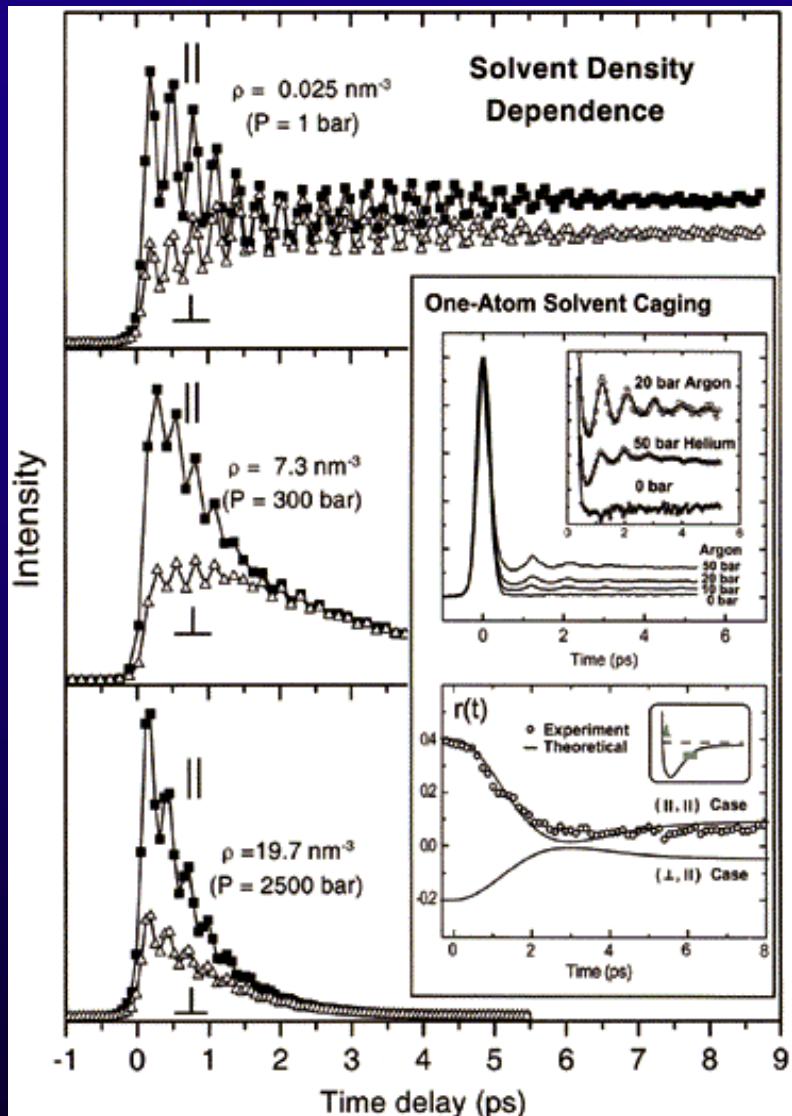 Solvent Density
Dependence
||
ρ = 0.025 nm⁻³
(P = 1 bar)
⊥
||
ρ = 7.3 nm⁻³
(P = 300 bar)
⊥
||
ρ =19.7 nm⁻³
(P = 2500 bar)
⊥
Intensity
-1 0 1 2 3 4 5 6 7 8 9
Time delay (ps)
One-Atom Solvent Caging
20 bar Argon
50 bar Helium
0 bar
0 2 4 6
Argon
50 bar
20 bar
10 bar
0 bar
0 2 4 6
Time (ps)
r(t)
Experiment
Theoretical
(||, ||) Case
(⊥, ||) Case
0.4
0.2
0.0
-0.2
0 2 4 6 8
Time (ps)